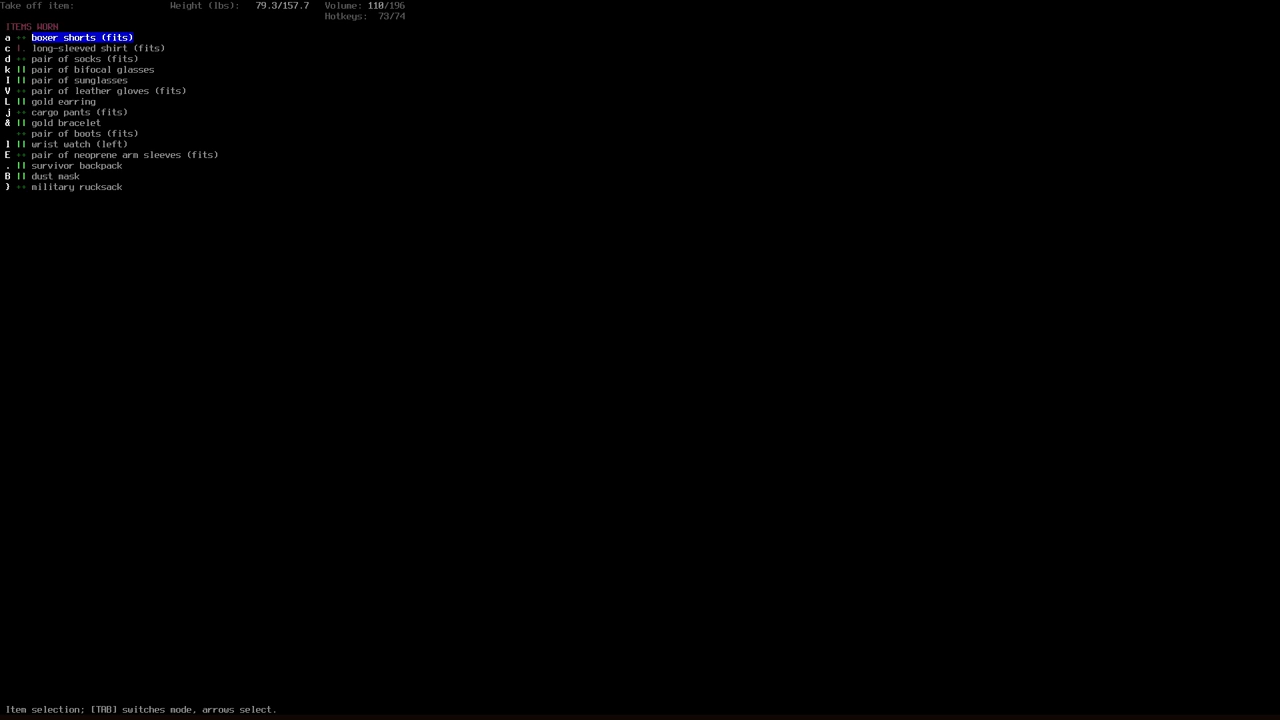 Take off item: Weight (lbs): 79.3/157.7 Volume: 110/196
Hotkeys: 73/74
ITEMS WORN
a ++ boxer shorts (fits)
c |. long-sleeved shirt (fits)
d ++ pair of socks (fits)
k || pair of bifocal glasses
I || pair of sunglasses
V ++ pair of leather gloves (fits)
L || gold earring
j ++ cargo pants (fits)
& || gold bracelet
++ pair of boots (fits)
l || wrist watch (left)
E ++ pair of neoprene arm sleeves (fits)
. || survivor backpack
B || dust mask
) ++ military rucksack
Item selection; [TAB] switches mode, arrows select.